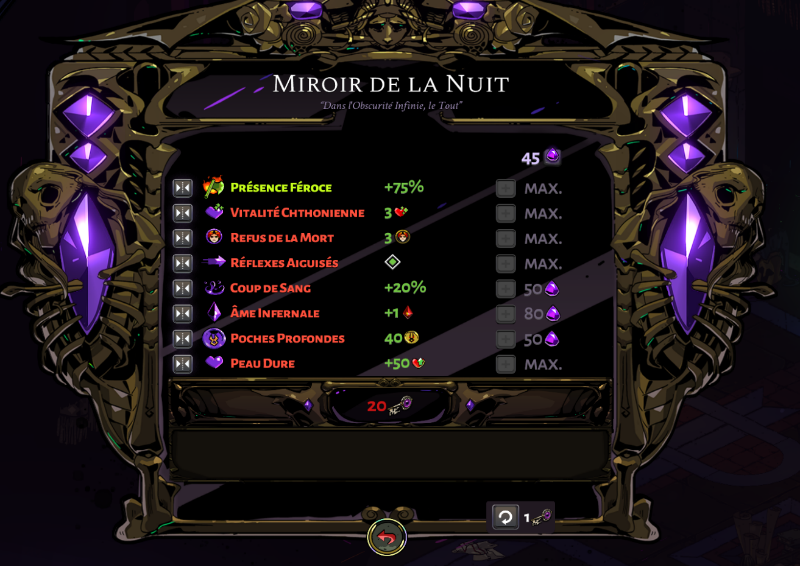 MIROIR DE LA NUIT
"Dans l'Obscurité Infinie, le Tout"
45
PRÉSENCE FÉROCE +75% MAX.
VITALITÉ CHTHONIENNE 3 MAX.
REFUS DE LA MORT 3 MAX.
RÉFLEXES AIGUISÉS MAX.
COUP DE SANG +20% 50
ÂME INFERNALE +1 80
POCHES PROFONDES 40 50
PEAU DURE +50 MAX.
20
1